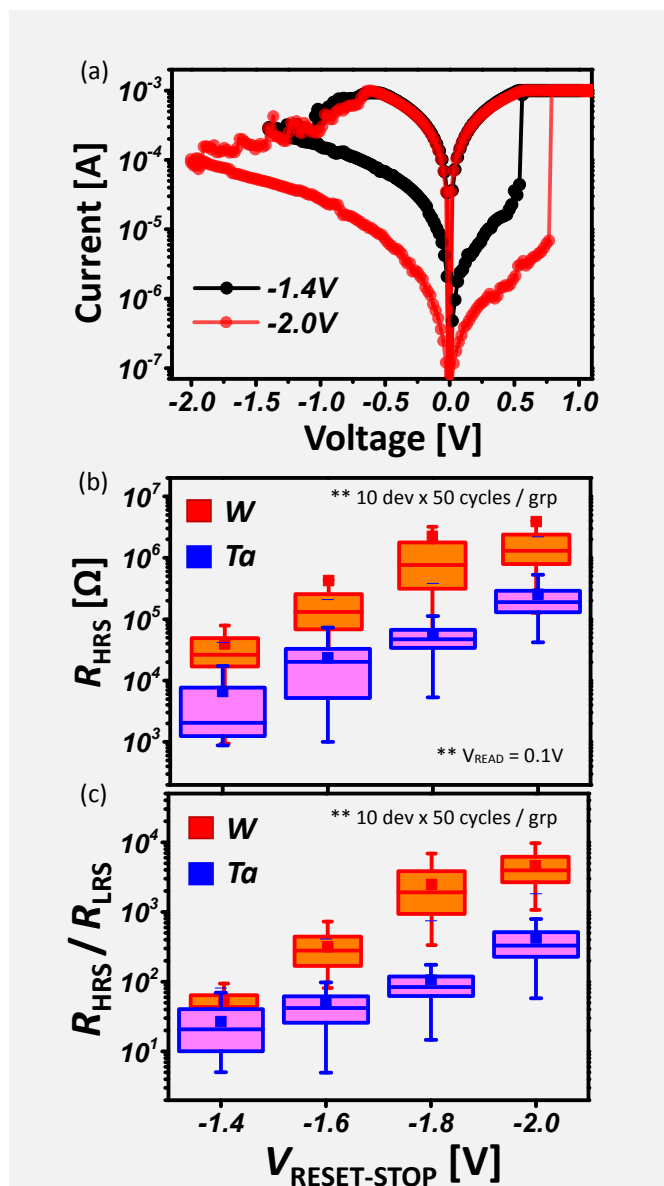 (a)
10⁻³
10⁻⁴
10⁻⁵
10⁻⁶
10⁻⁷
Current [A]
-1.4V
-2.0V
-2.0 -1.5 -1.0 -0.5 0.0 0.5 1.0
Voltage [V]
(b)
10⁷
10⁶
10⁵
10⁴
10³
R_HRS [Ω]
W
Ta
** 10 dev x 50 cycles / grp
** V_READ = 0.1V
(c)
10⁴
10³
10²
10¹
R_HRS / R_LRS
W
Ta
** 10 dev x 50 cycles / grp
-1.4 -1.6 -1.8 -2.0
V_RESET-STOP [V]